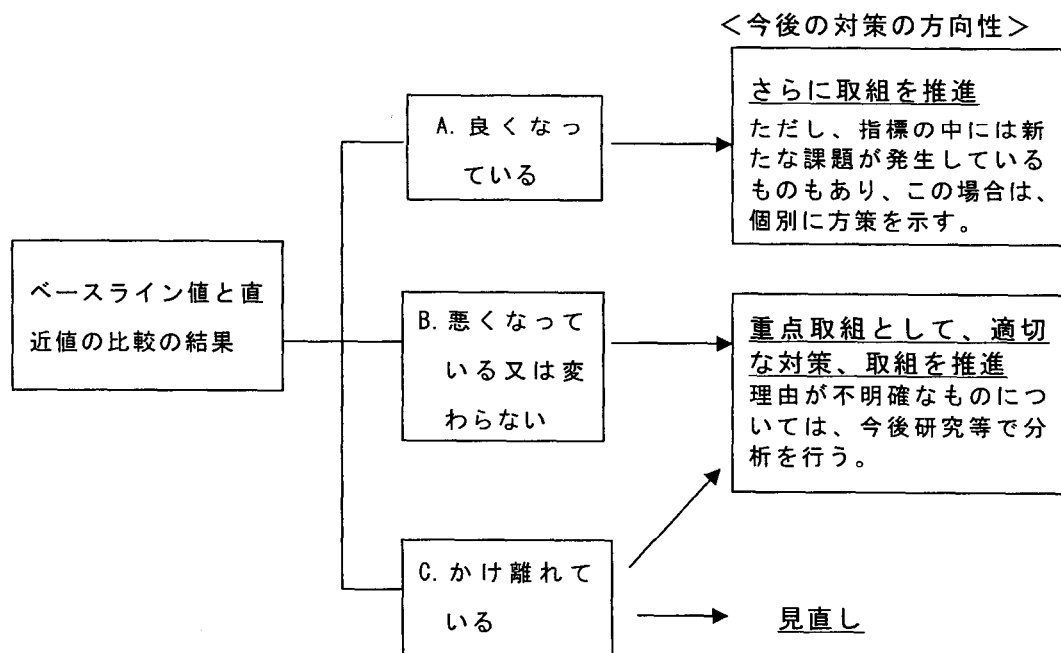 ＜今後の対策の方向性＞
さらに取組を推進
ただし、指標の中には新
たな課題が発生している
ものもあり、この場合は、
個別に方策を示す。
A. 良くなっ
ている
ベースライン値と直
近値の比較の結果
B. 悪くなって
いる又は変
わらない
重点取組として、適切
な対策、取組を推進
理由が不明確なものにつ
いては、今後研究等で分
析を行う。
C. かけ離れて
いる
見直し